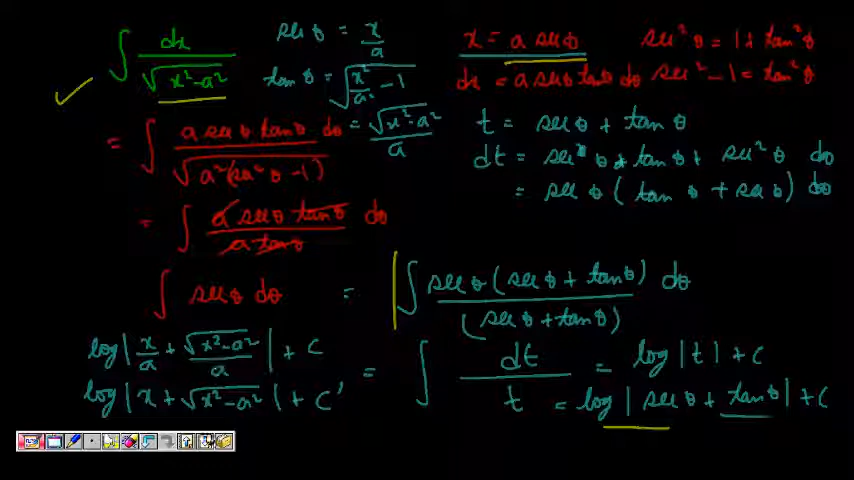 ∫ dx / √(x²-a²)
sec θ = x/a
tan θ = √(x²/a² - 1)
= √(x²-a²) / a
x = a sec θ
dx = a sec θ tan θ dθ
sec² θ = 1 + tan² θ
sec² - 1 = tan² θ
= ∫ a sec θ tan θ dθ / √(a²(sec² θ - 1))
= ∫ a sec θ tan θ / a tan θ dθ
t = sec θ + tan θ
dt = sec θ tan θ + sec² θ dθ
= sec θ (tan θ + sec θ) dθ
∫ sec θ dθ = ∫ sec θ (sec θ + tan θ) / (sec θ + tan θ) dθ
= ∫ dt / t = log |t| + C
= log | sec θ + tan θ | + C
log | x/a + √(x²-a²)/a | + C
log | x + √(x²-a²) | + C'